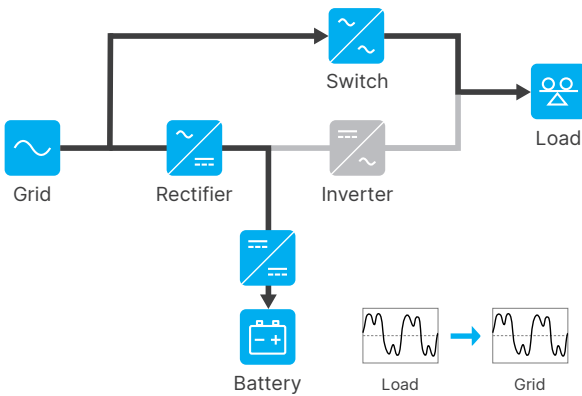 Switch
Load
Grid
Rectifier
Inverter
Battery
Load
Grid